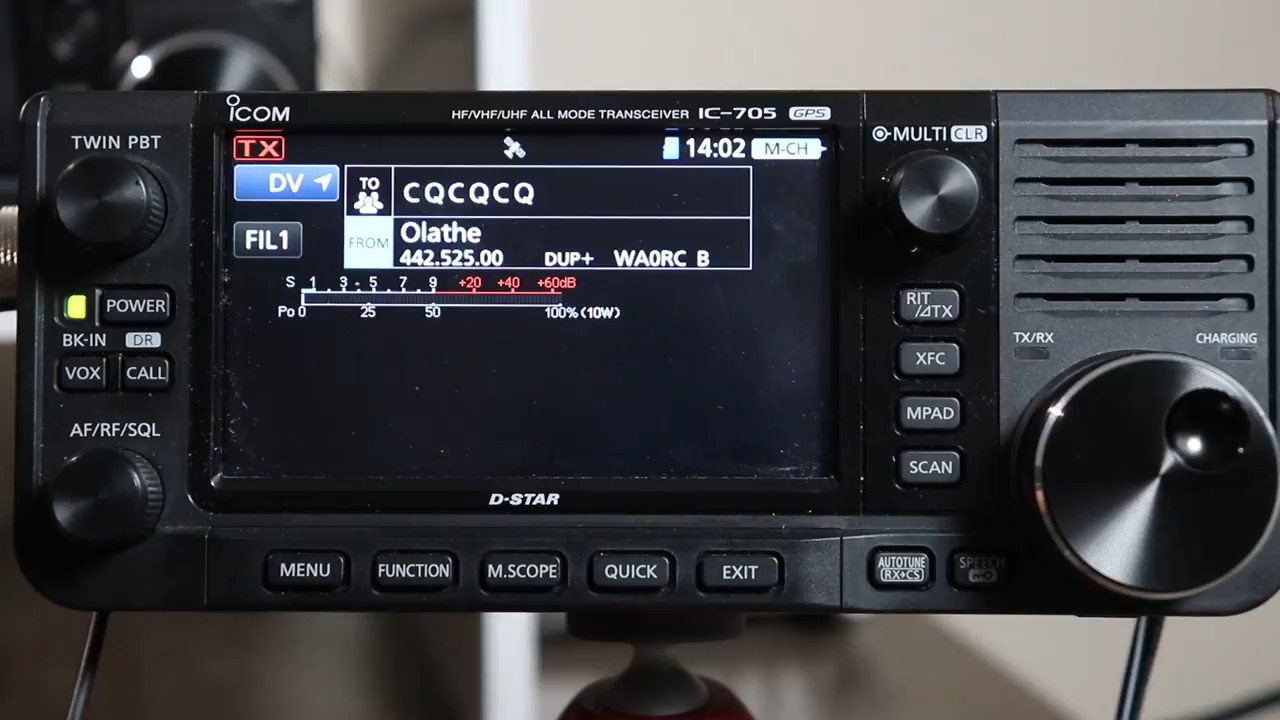 ICOM HF/VHF/UHF ALL MODE TRANSCEIVER IC-705 GPS
TWIN PBT
MULTI CLR
TX 14:02 M-CH
DV TO CQCQCQ
FIL1 FROM Olathe
442.525.00 DUP+ WA0RC B
S 1 3 5 7 9 +20 +40 +60dB
Po 0 25 50 100% (10W)
POWER
BK-IN DR
VOX CALL
AF/RF/SQL
RIT/⊿TX
XFC
MPAD
SCAN
TX/RX CHARGING
D-STAR
MENU FUNCTION M.SCOPE QUICK EXIT
AUTOTUNE SPEECH
RX→CS